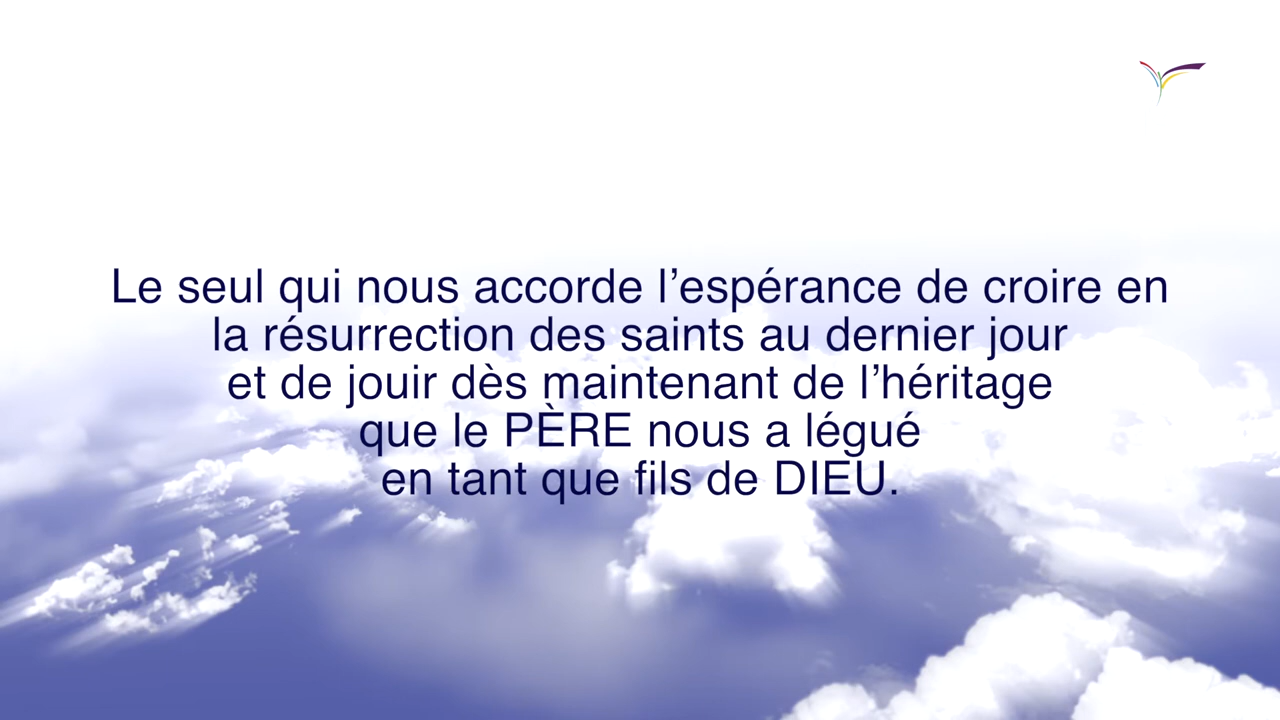 Le seul qui nous accorde l’espérance de croire en
la résurrection des saints au dernier jour
et de jouir dès maintenant de l’héritage
que le PÈRE nous a légué
en tant que fils de DIEU.